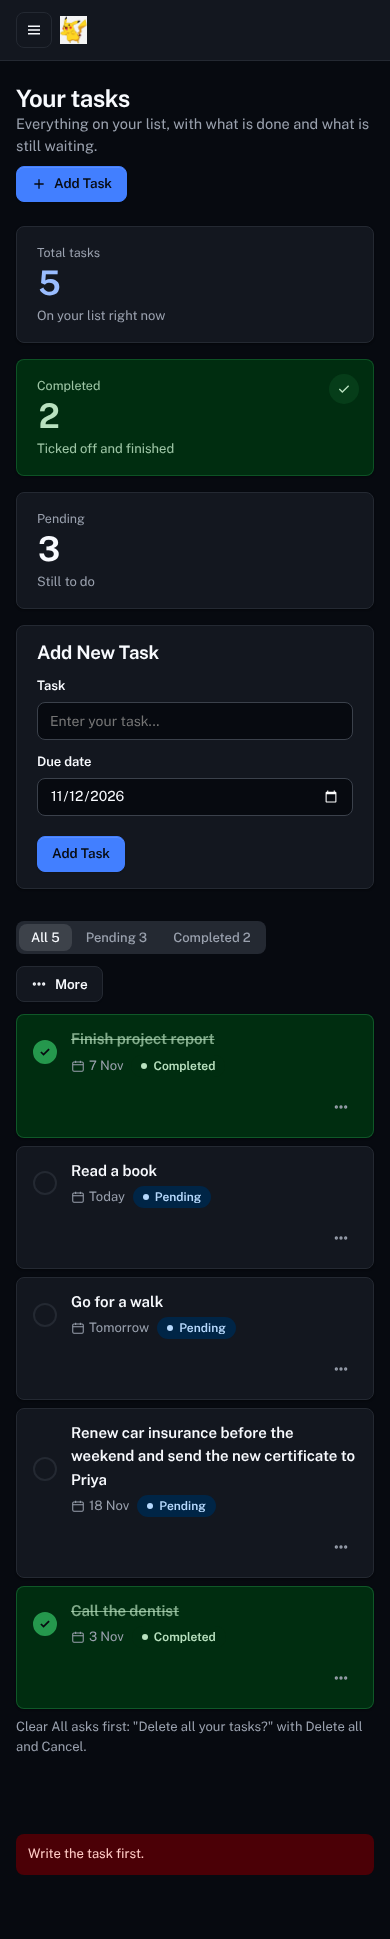 Your tasks
Everything on your list, with what is done and what is
still waiting.
+ Add Task
Total tasks
5
On your list right now
Completed
2
Ticked off and finished
Pending
3
Still to do
Add New Task
Task
Enter your task...
Due date
11/12/2026
Add Task
All 5 Pending 3 Completed 2
More
Finish project report
7 Nov Completed
Read a book
Today Pending
Go for a walk
Tomorrow Pending
Renew car insurance before the
weekend and send the new certificate to
Priya
18 Nov Pending
Call the dentist
3 Nov Completed
Clear All asks first: "Delete all your tasks?" with Delete all
and Cancel.
Write the task first.